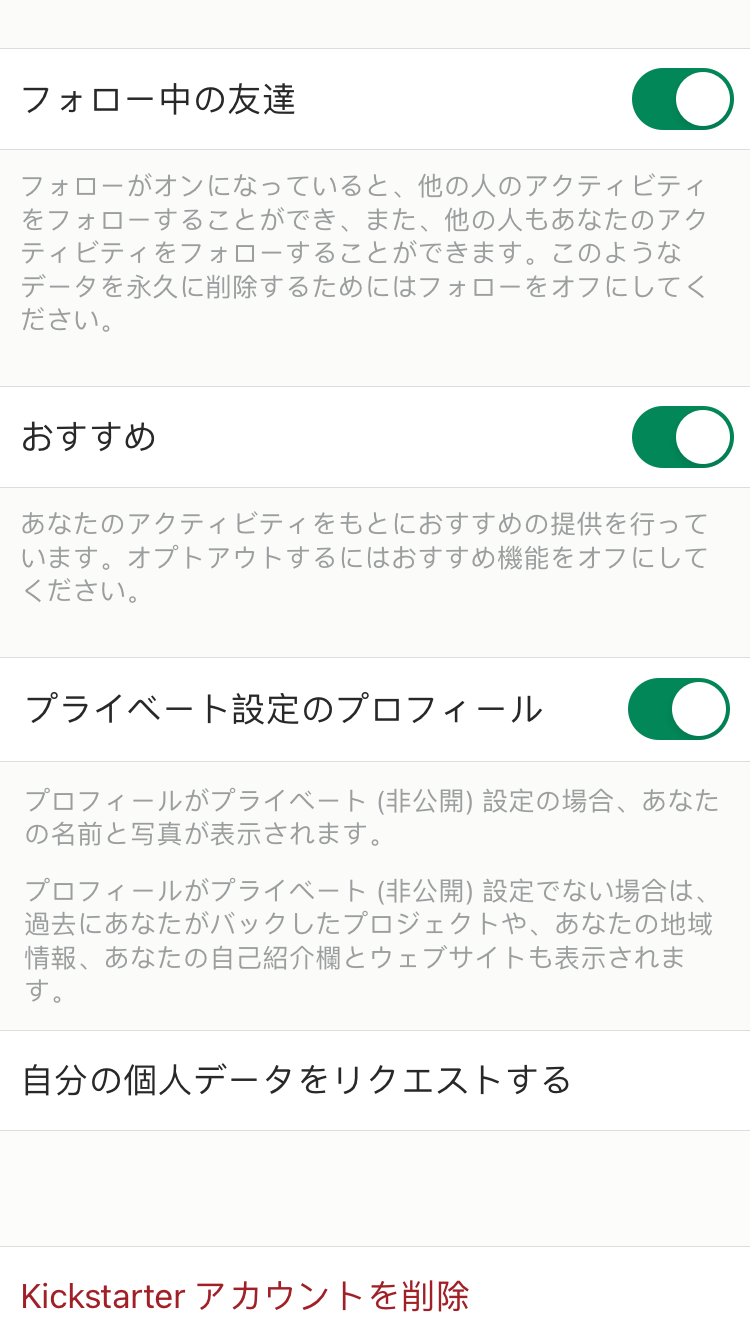 フォロー中の友達
フォローがオンになっていると、他の人のアクティビティ
をフォローすることができ、また、他の人もあなたのアク
ティビティをフォローすることができます。このような
データを永久に削除するためにはフォローをオフにしてく
ださい。
おすすめ
あなたのアクティビティをもとにおすすめの提供を行って
います。オプトアウトするにはおすすめ機能をオフにして
ください。
プライベート設定のプロフィール
プロフィールがプライベート (非公開) 設定の場合、あなた
の名前と写真が表示されます。
プロフィールがプライベート (非公開) 設定でない場合は、
過去にあなたがバックしたプロジェクトや、あなたの地域
情報、あなたの自己紹介欄とウェブサイトも表示されま
す。
自分の個人データをリクエストする
Kickstarter アカウントを削除